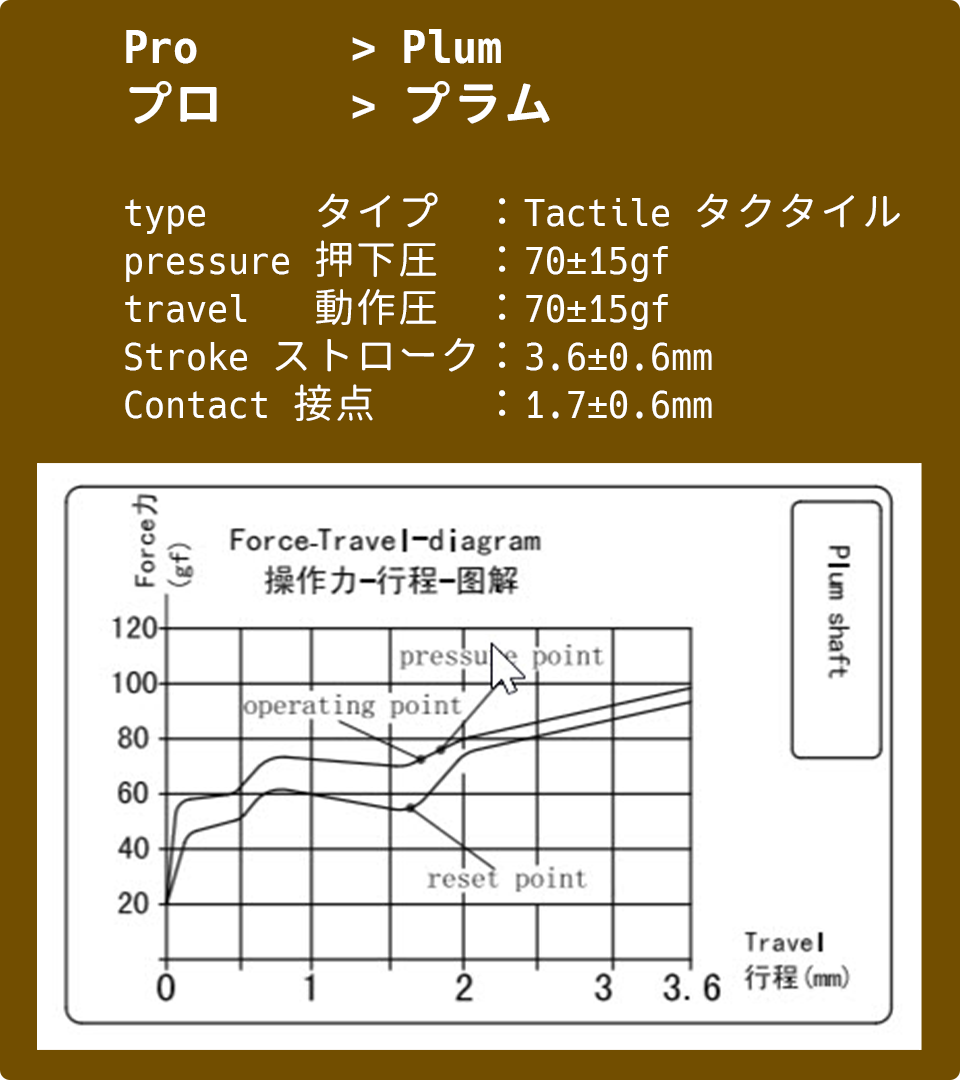 Pro > Plum
プロ > プラム
type タイプ ：Tactile タクタイル
pressure 押下圧 ：70±15gf
travel 動作圧 ：70±15gf
Stroke ストローク：3.6±0.6mm
Contact 接点 ：1.7±0.6mm
Force力
(gf)
Force-Travel-diagram
操作力-行程-图解
Plum shaft
120
100
80
60
40
20
pressure point
operating point
reset point
0 1 2 3 3.6
Travel
行程(mm)